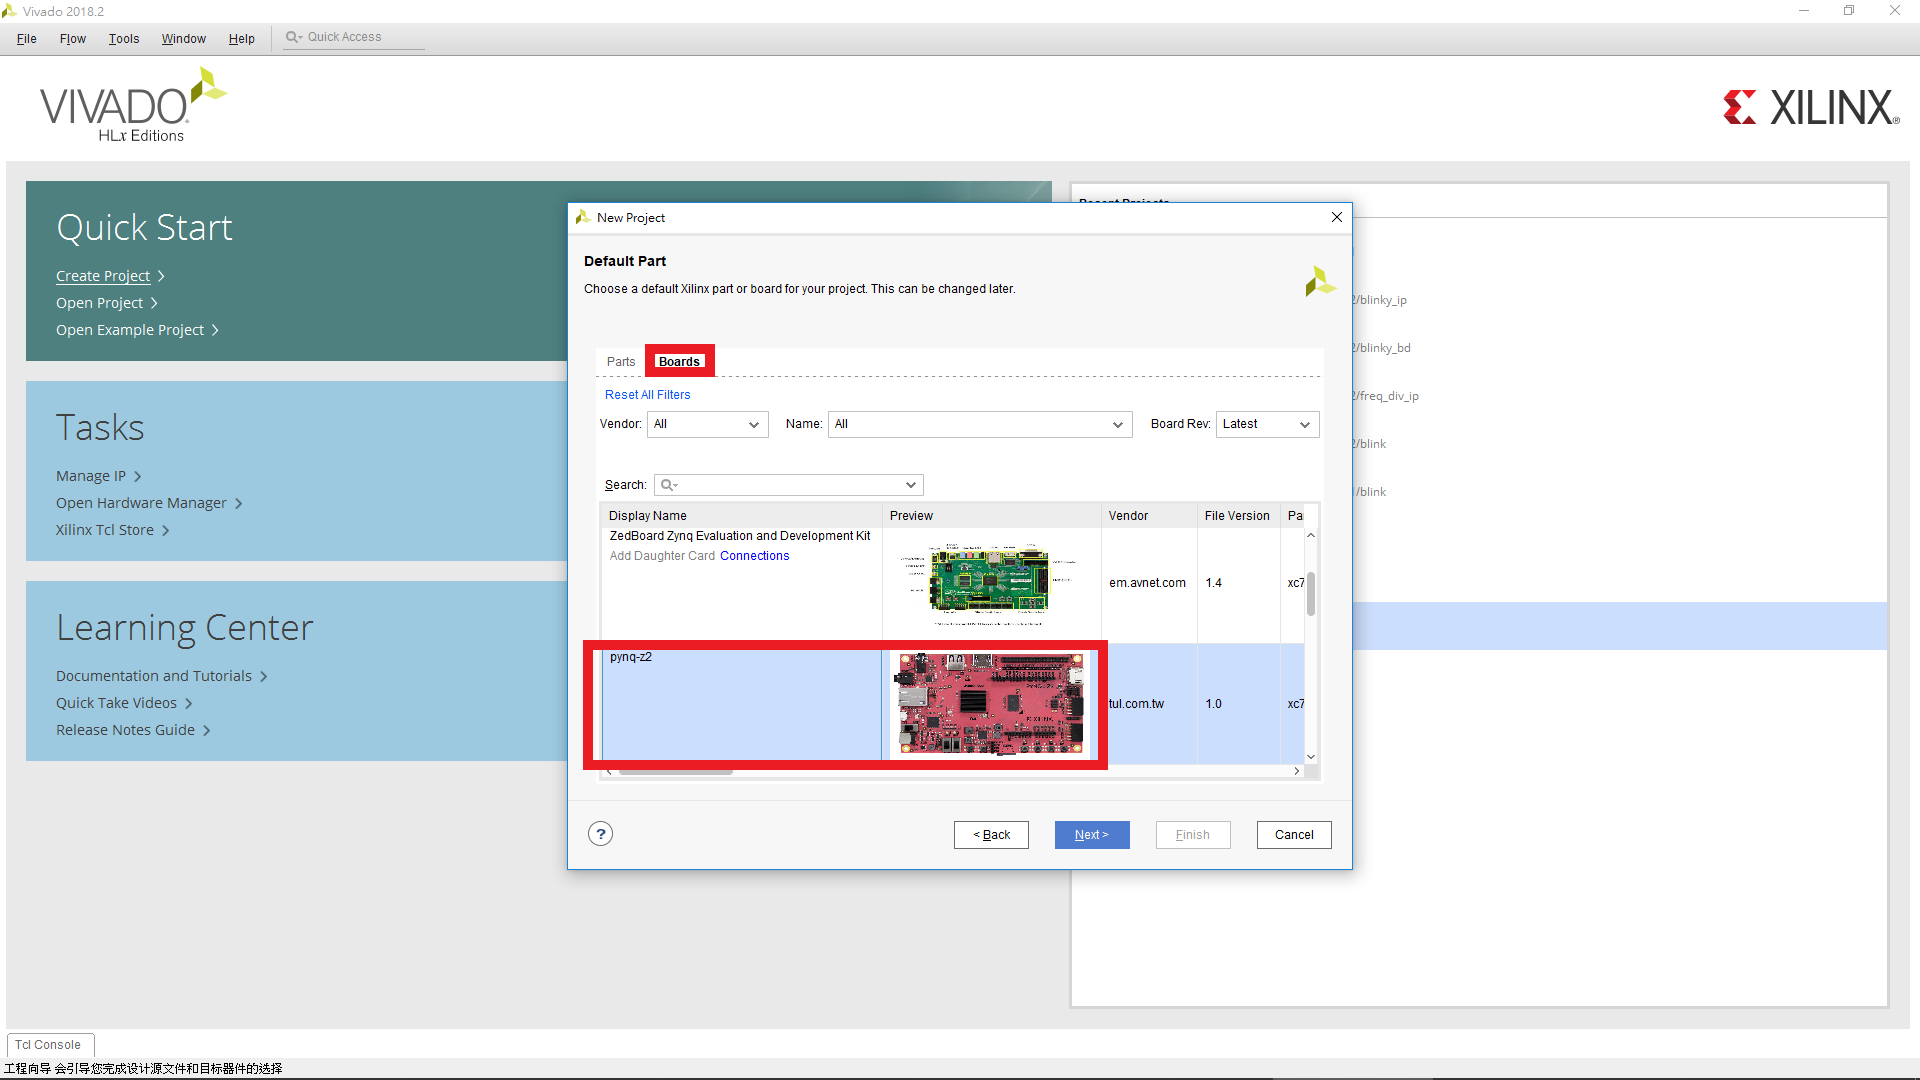 Vivado 2018.2
File Flow Tools Window Help Quick Access
VIVADO
HLx Editions
XILINX
Quick Start
Create Project
Open Project
Open Example Project
Tasks
Manage IP
Open Hardware Manager
Xilinx Tcl Store
Learning Center
Documentation and Tutorials
Quick Take Videos
Release Notes Guide
Recent Projects
2/blinky_ip
2/blinky_bd
2/freq_div_ip
2/blink
/blink
New Project
Default Part
Choose a default Xilinx part or board for your project. This can be changed later.
Parts Boards
Reset All Filters
Vendor: All Name: All Board Rev: Latest
Search:
Display Name Preview Vendor File Version Pa
ZedBoard Zynq Evaluation and Development Kit
Add Daughter Card Connections
em.avnet.com 1.4 xc7
pynq-z2
tul.com.tw 1.0 xc7
? < Back Next > Finish Cancel
Tcl Console
工程向导 会引导您完成设计源文件和目标器件的选择